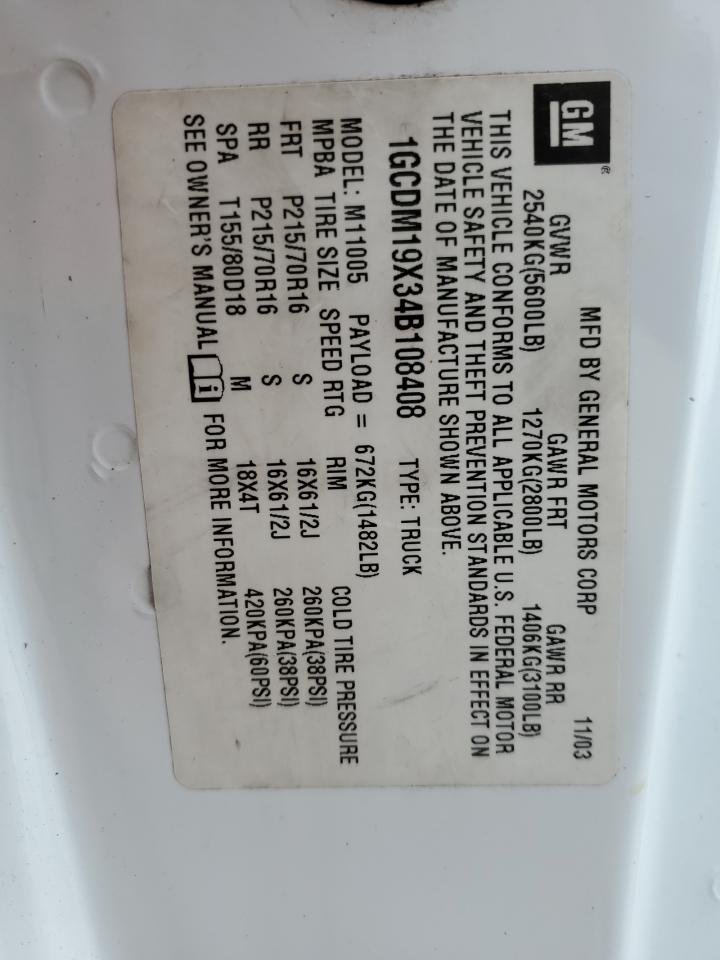 GM®
MFD BY GENERAL MOTORS CORP 11/03
GVWR GAWR FRT GAWR RR
2540KG(5600LB) 1270KG(2800LB) 1406KG(3100LB)
THIS VEHICLE CONFORMS TO ALL APPLICABLE U.S. FEDERAL MOTOR
VEHICLE SAFETY AND THEFT PREVENTION STANDARDS IN EFFECT ON
THE DATE OF MANUFACTURE SHOWN ABOVE.
1GCDM19X34B108408 TYPE: TRUCK
MODEL: M11005 PAYLOAD = 672KG(1482LB)
MPBA TIRE SIZE SPEED RTG RIM COLD TIRE PRESSURE
FRT P215/70R16 S 16X61/2J 260KPA(38PSI)
RR P215/70R16 S 16X61/2J 260KPA(38PSI)
SPA T155/80D18 M 18X4T 420KPA(60PSI)
SEE OWNER'S MANUAL i FOR MORE INFORMATION.